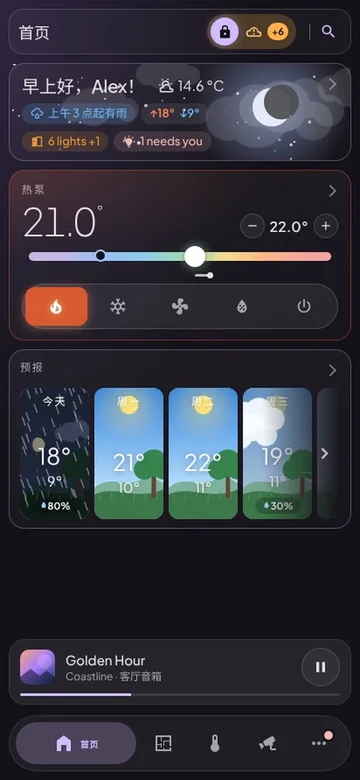 首页
+6
早上好，Alex!
14.6 °C
上午 3 点起有雨
↑18° ↓9°
6 lights +1
1 needs you
热泵
21.0°
22.0°
预报
今天
周一
周二
周三
18°
21°
22°
19°
9°
10°
11°
11°
80%
30%
Golden Hour
Coastline · 客厅音箱
首页